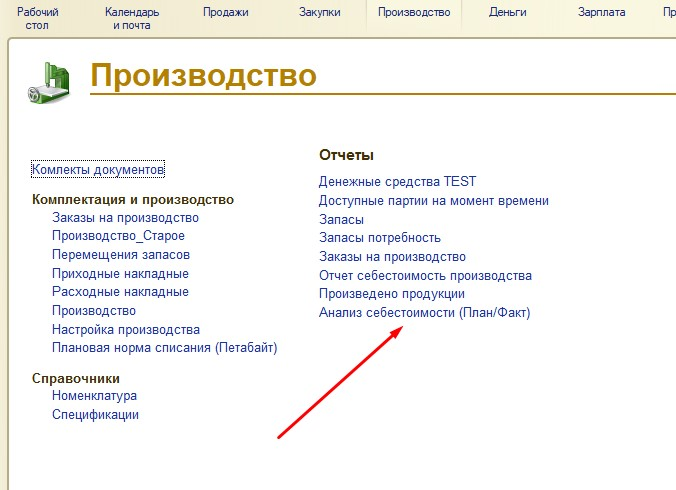 Рабочий
стол
Календарь
и почта
Продажи
Закупки
Производство
Деньги
Зарплата
Пр
Производство
Комлекты документов
Комплектация и производство
Заказы на производство
Производство_Старое
Перемещения запасов
Приходные накладные
Расходные накладные
Производство
Настройка производства
Плановая норма списания (Петабайт)
Справочники
Номенклатура
Спецификации
Отчеты
Денежные средства TEST
Доступные партии на момент времени
Запасы
Запасы потребность
Заказы на производство
Отчет себестоимость производства
Произведено продукции
Анализ себестоимости (План/Факт)